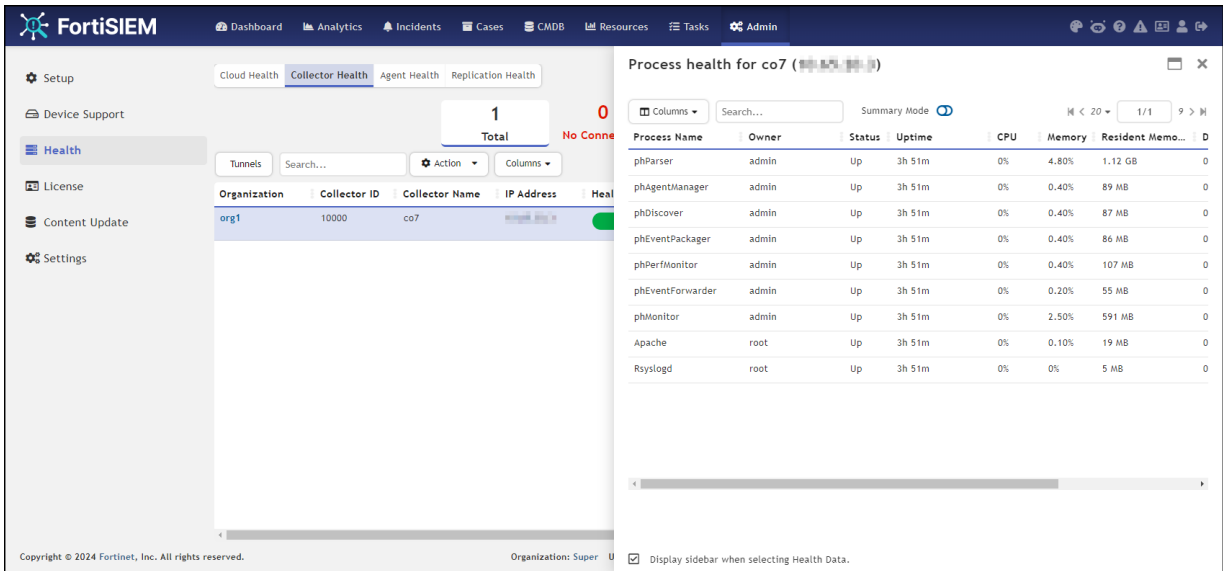 FortiSIEM
Dashboard Analytics Incidents Cases CMDB Resources Tasks Admin
Setup
Device Support
Health
License
Content Update
Settings
Cloud Health Collector Health Agent Health Replication Health
1
Total
0
No Conne
Tunnels Search... Action Columns
Organization Collector ID Collector Name IP Address Heal
org1 10000 co7
Process health for co7 ( )
Columns Search... Summary Mode 20 1/1 9
Process Name Owner Status Uptime CPU Memory Resident Memo... D
phParser admin Up 3h 51m 0% 4.80% 1.12 GB 0
phAgentManager admin Up 3h 51m 0% 0.40% 89 MB 0
phDiscover admin Up 3h 51m 0% 0.40% 87 MB 0
phEventPackager admin Up 3h 51m 0% 0.40% 86 MB 0
phPerfMonitor admin Up 3h 51m 0% 0.40% 107 MB 0
phEventForwarder admin Up 3h 51m 0% 0.20% 55 MB 0
phMonitor admin Up 3h 51m 0% 2.50% 591 MB 0
Apache root Up 3h 51m 0% 0.10% 19 MB 0
Rsyslogd root Up 3h 51m 0% 0% 5 MB 0
Display sidebar when selecting Health Data.
Copyright © 2024 Fortinet, Inc. All rights reserved. Organization: Super U